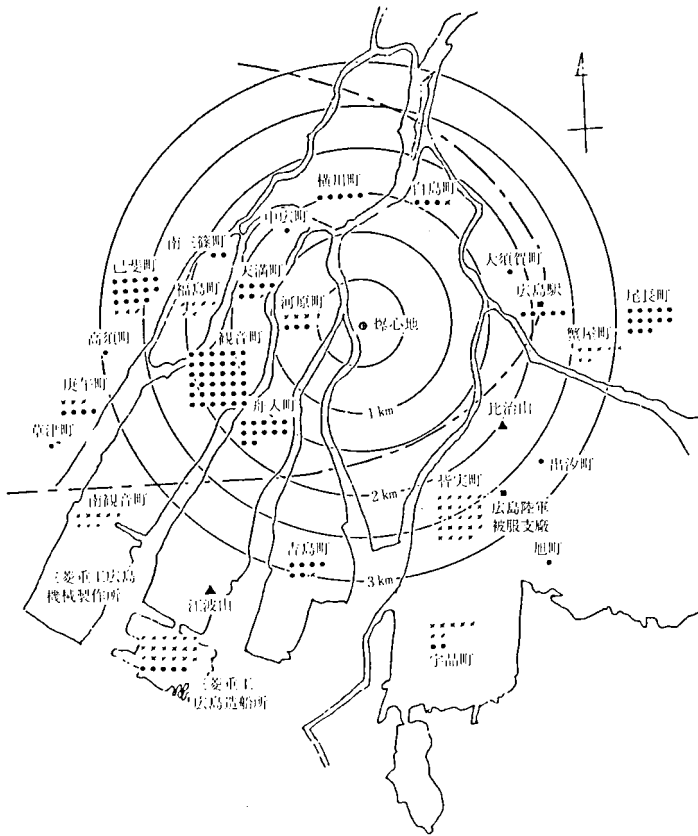 横川町
白島町
中広町
南三篠町
大須賀町
己斐町
天満町
福島町
広島駅
尾長町
河原町
爆心地
高須町
観音町
蟹屋町
庚午町
舟入町
1 km
比治山
草津町
出汐町
2 km
皆実町
南観音町
広島陸軍
被服支廠
吉島町
旭町
3 km
三菱重工広島
機械製作所
江波山
宇品町
三菱重工
広島造船所